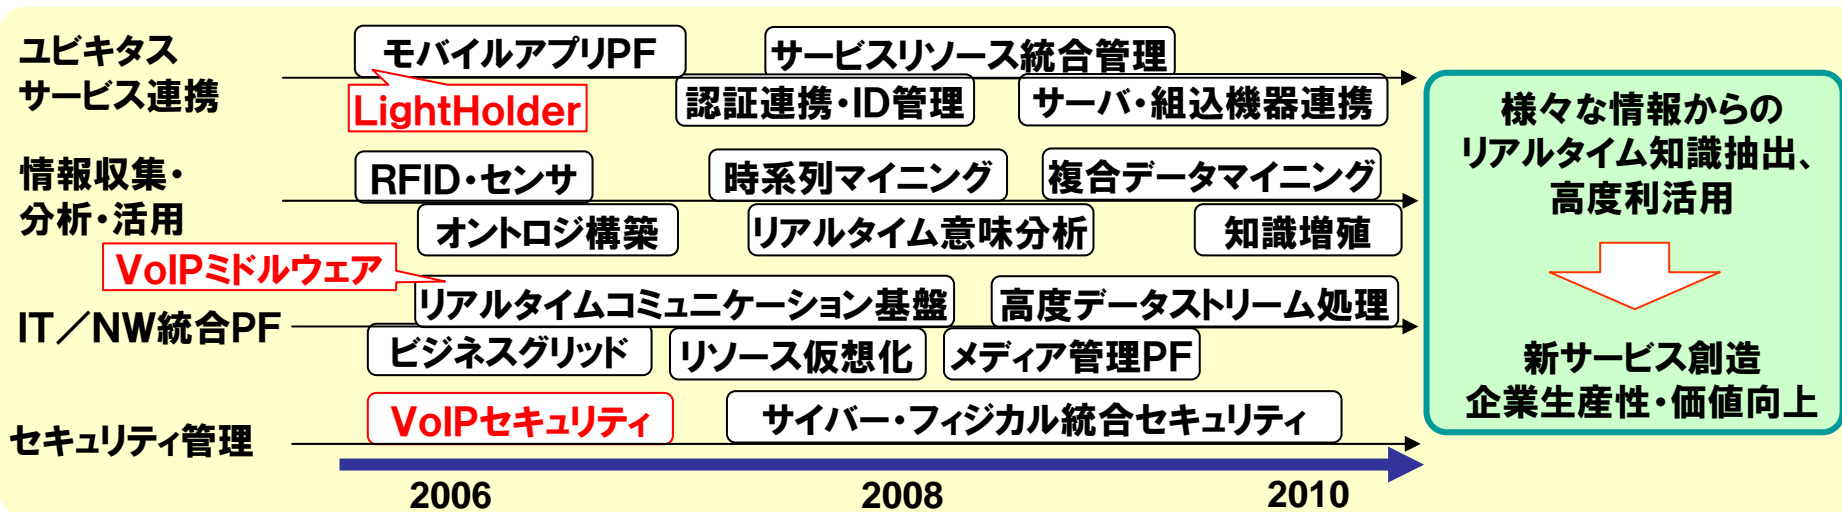 ユビキタス
サービス連携
モバイルアプリPF
サービスリソース統合管理
LightHolder
認証連携・ID管理
サーバ・組込機器連携
情報収集・
分析・活用
RFID・センサ
時系列マイニング
複合データマイニング
オントロジ構築
リアルタイム意味分析
知識増殖
VoIPミドルウェア
IT／NW統合PF
リアルタイムコミュニケーション基盤
高度データストリーム処理
ビジネスグリッド
リソース仮想化
メディア管理PF
セキュリティ管理
VoIPセキュリティ
サイバー・フィジカル統合セキュリティ
2006
2008
2010
様々な情報からの
リアルタイム知識抽出、
高度利活用
新サービス創造
企業生産性・価値向上